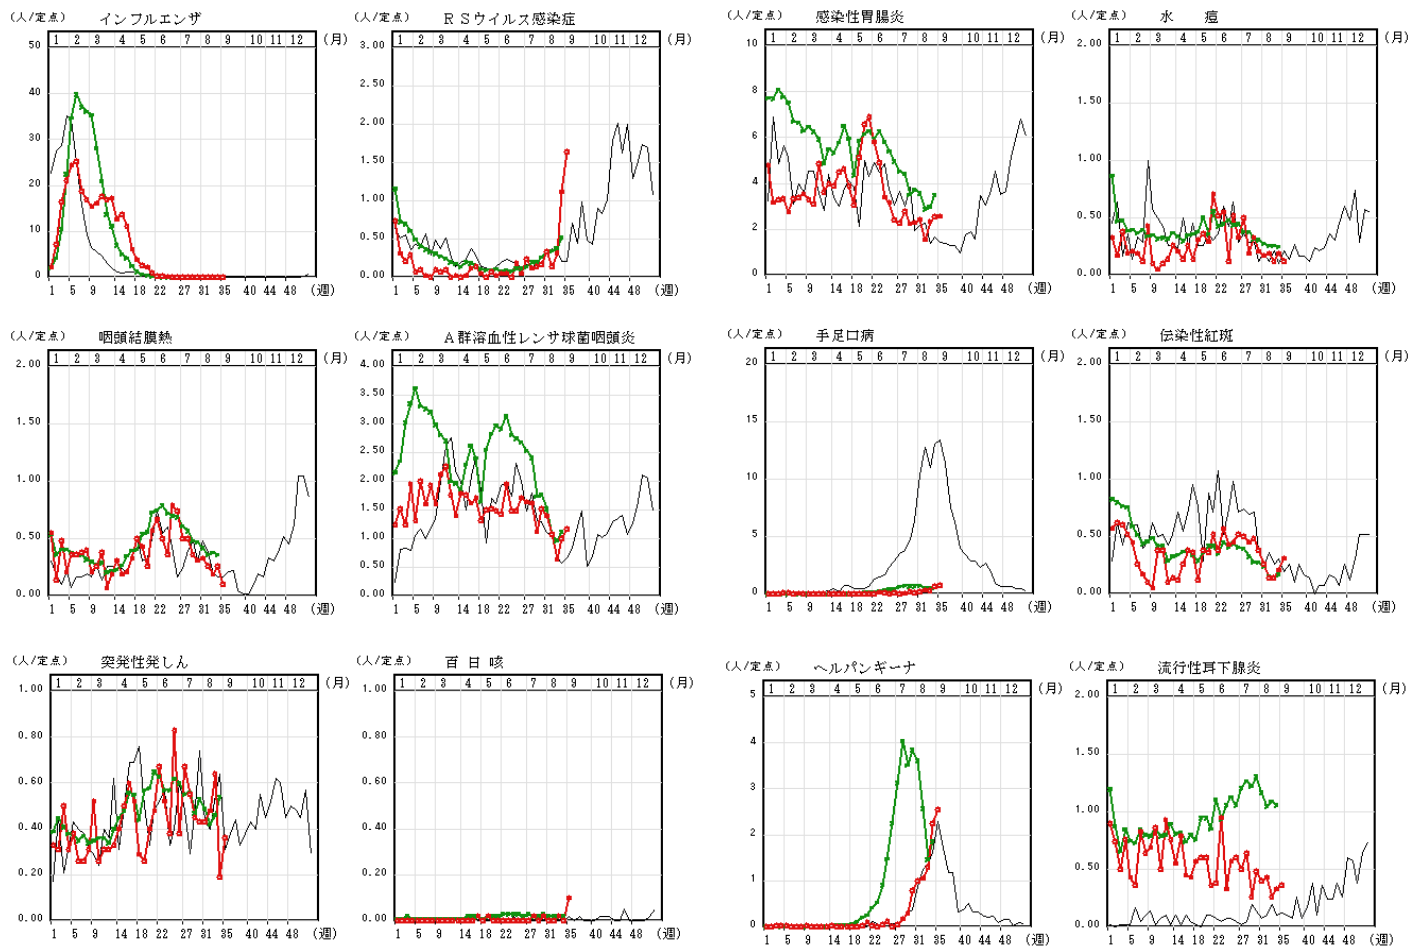 (人/定点) インフルエンザ
1 2 3 4 5 6 7 8 9 10 11 12 (月)
50
40
30
20
10
0
1 5 9 14 18 22 27 31 35 40 44 48 (週)
(人/定点) ＲＳウイルス感染症
1 2 3 4 5 6 7 8 9 10 11 12 (月)
3.00
2.50
2.00
1.50
1.00
0.50
0.00
1 5 9 14 18 22 27 31 35 40 44 48 (週)
(人/定点) 感染性胃腸炎
1 2 3 4 5 6 7 8 9 10 11 12 (月)
10
8
6
4
2
0
1 5 9 14 18 22 27 31 35 40 44 48 (週)
(人/定点) 水　痘
1 2 3 4 5 6 7 8 9 10 11 12 (月)
2.00
1.50
1.00
0.50
0.00
1 5 9 14 18 22 27 31 35 40 44 48 (週)
(人/定点) 咽頭結膜熱
1 2 3 4 5 6 7 8 9 10 11 12 (月)
2.00
1.50
1.00
0.50
0.00
1 5 9 14 18 22 27 31 35 40 44 48 (週)
(人/定点) Ａ群溶血性レンサ球菌咽頭炎
1 2 3 4 5 6 7 8 9 10 11 12 (月)
4.00
3.50
3.00
2.50
2.00
1.50
1.00
0.50
0.00
1 5 9 14 18 22 27 31 35 40 44 48 (週)
(人/定点) 手足口病
1 2 3 4 5 6 7 8 9 10 11 12 (月)
20
15
10
5
0
1 5 9 14 18 22 27 31 35 40 44 48 (週)
(人/定点) 伝染性紅斑
1 2 3 4 5 6 7 8 9 10 11 12 (月)
2.00
1.50
1.00
0.50
0.00
1 5 9 14 18 22 27 31 35 40 44 48 (週)
(人/定点) 突発性発しん
1 2 3 4 5 6 7 8 9 10 11 12 (月)
1.00
0.80
0.60
0.40
0.20
0.00
1 5 9 14 18 22 27 31 35 40 44 48 (週)
(人/定点) 百 日 咳
1 2 3 4 5 6 7 8 9 10 11 12 (月)
1.00
0.80
0.60
0.40
0.20
0.00
1 5 9 14 18 22 27 31 35 40 44 48 (週)
(人/定点) ヘルパンギーナ
1 2 3 4 5 6 7 8 9 10 11 12 (月)
5
4
3
2
1
0
1 5 9 14 18 22 27 31 35 40 44 48 (週)
(人/定点) 流行性耳下腺炎
1 2 3 4 5 6 7 8 9 10 11 12 (月)
2.00
1.50
1.00
0.50
0.00
1 5 9 14 18 22 27 31 35 40 44 48 (週)